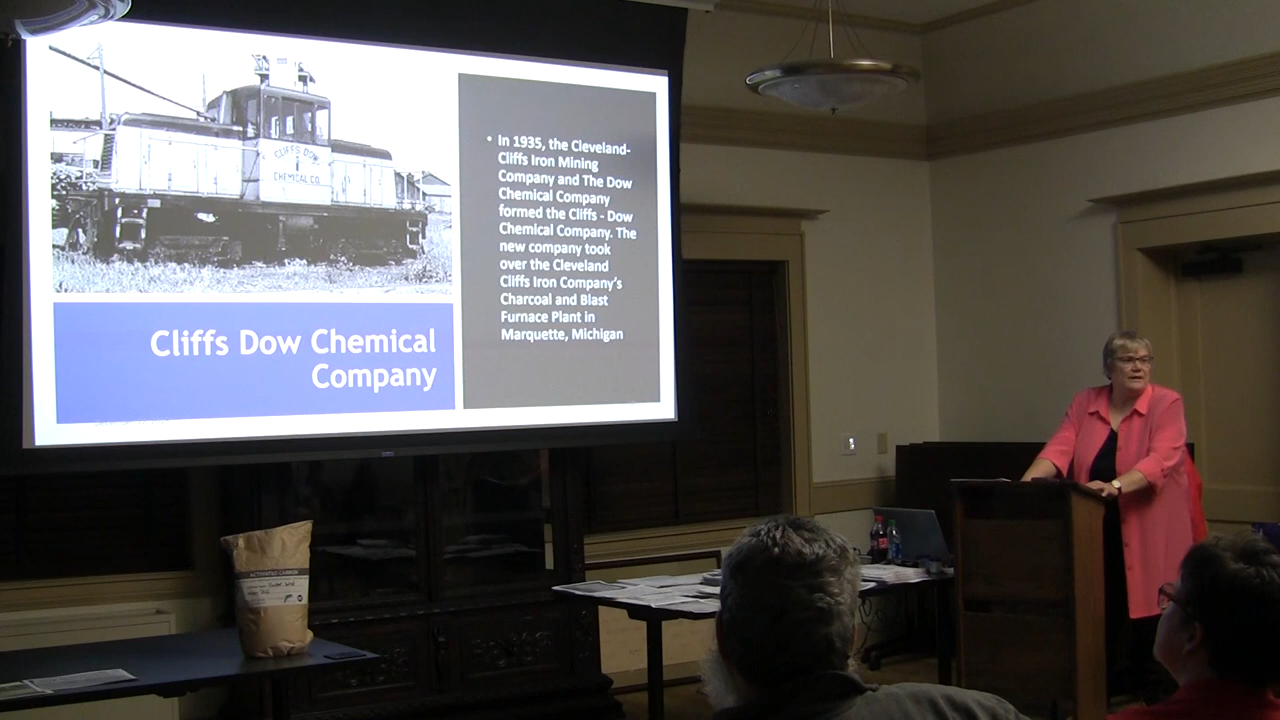 CLIFFS DOW
CHEMICAL CO.
• In 1935, the Cleveland-
Cliffs Iron Mining
Company and The Dow
Chemical Company
formed the Cliffs - Dow
Chemical Company. The
new company took
over the Cleveland
Cliffs Iron Company's
Charcoal and Blast
Furnace Plant in
Marquette, Michigan
Cliffs Dow Chemical
Company
ACTIVATED CARBON